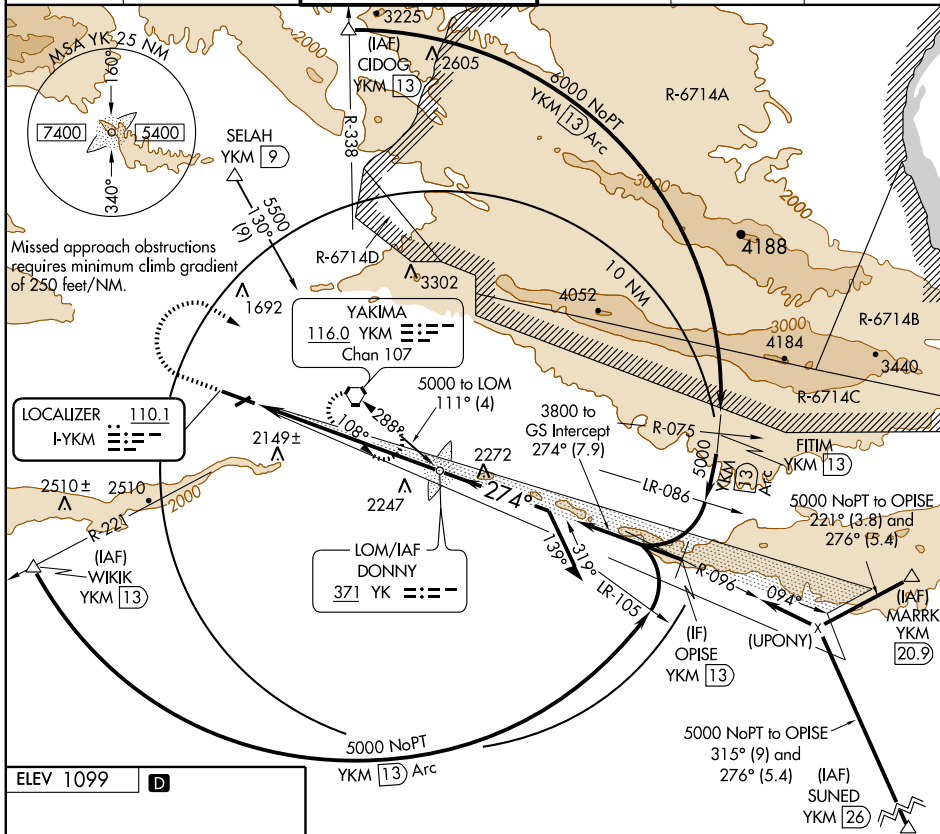 MSA YK 25 NM
160°
7400
5400
340°
3225
(IAF)
CIDOG
YKM 13
2605
2000
6000 NoPT
YKM 13 Arc
R-6714A
R-338
SELAH
YKM 9
5500
130°
(9)
3000
2000
4188
Missed approach obstructions
requires minimum climb gradient
of 250 feet/NM.
R-6714D
3302
10 NM
4052
3000
4184
R-6714B
3440
R-6714C
1692
YAKIMA
116.0 YKM
Chan 107
5000 to LOM
111° (4)
LOCALIZER 110.1
I-YKM
288°
108°
3800 to
GS Intercept
274° (7.9)
R-075
5000
YKM 13 Arc
FITIM
YKM 13
2149±
2510±
2510
2000
R-221
2272
2247
274°
LR-086
5000 NoPT to OPISE
221° (3.8) and
276° (5.4)
(IAF)
WIKIK
YKM 13
LOM/IAF
DONNY
371 YK
139°
319°
LR-105
R-096
094°
(IF)
OPISE
YKM 13
(UPONY)
(IAF)
MARRK
YKM
20.9
5000 NoPT
YKM 13 Arc
5000 NoPT to OPISE
315° (9) and
276° (5.4)
(IAF)
SUNED
YKM 26
ELEV 1099 D